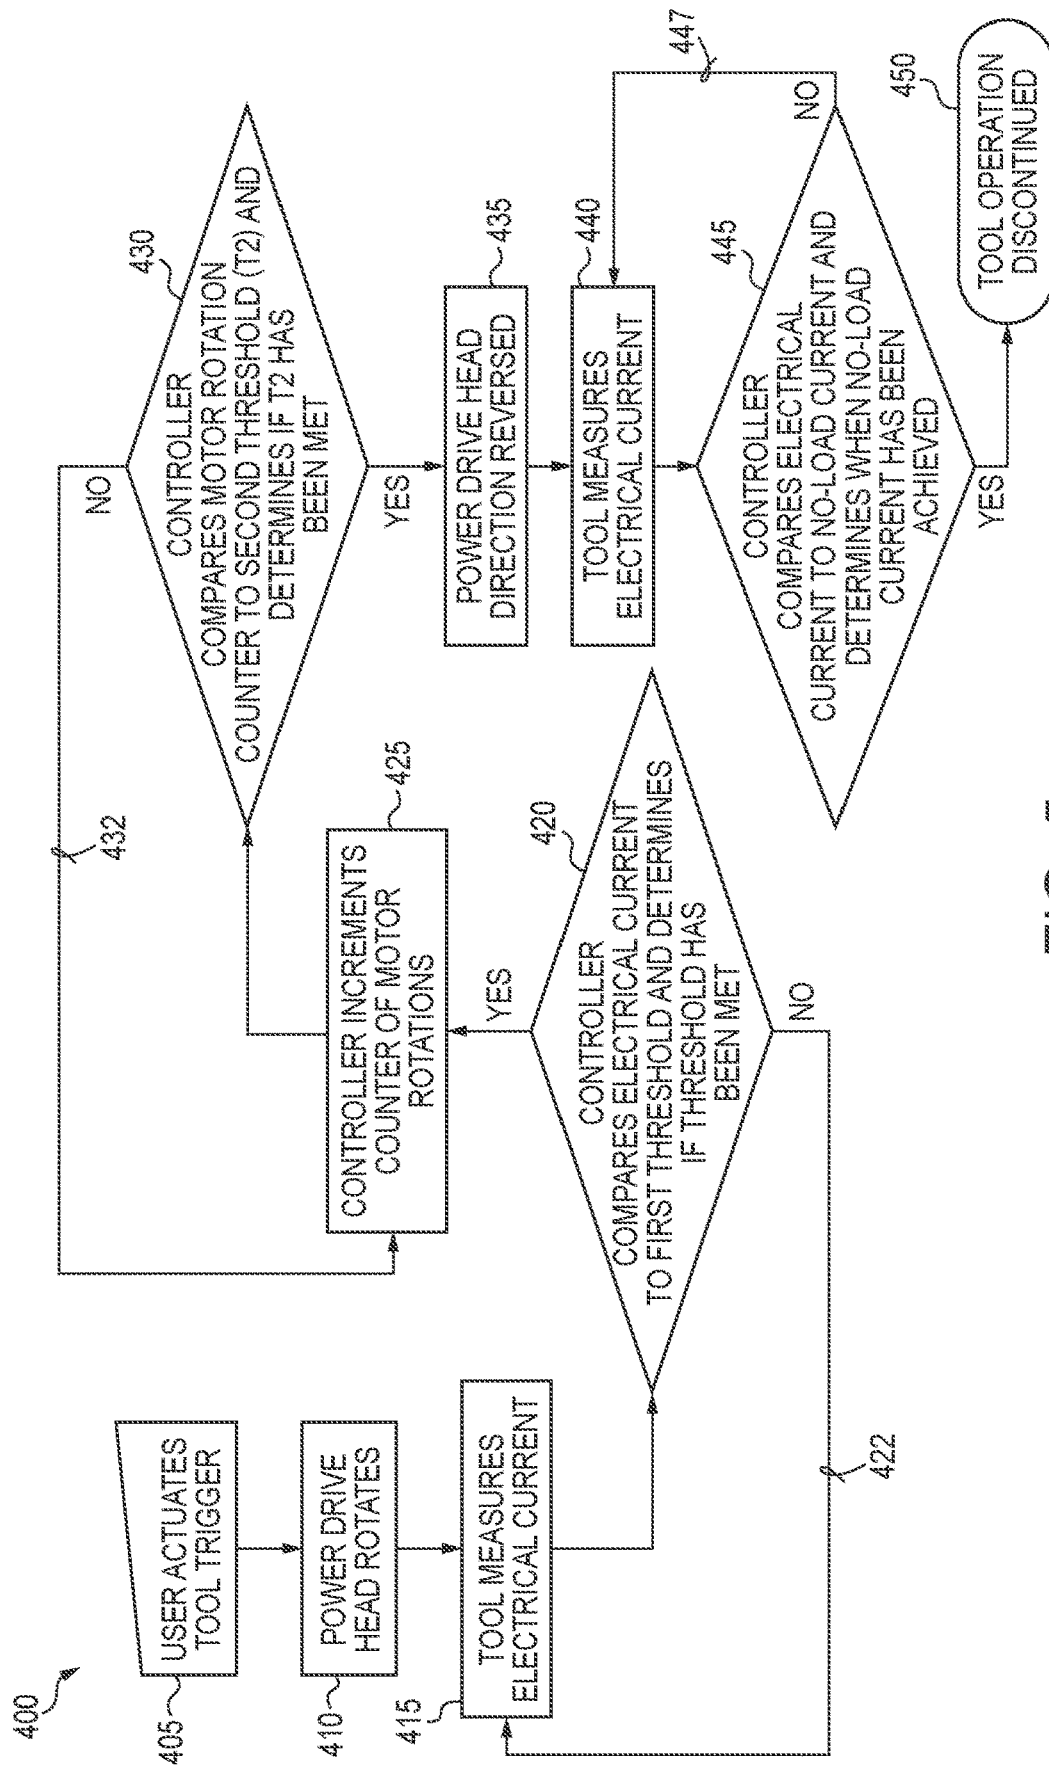 400
405
USER ACTUATES
TOOL TRIGGER
410
POWER DRIVE
HEAD ROTATES
415
TOOL MEASURES
ELECTRICAL CURRENT
422
420
CONTROLLER
COMPARES ELECTRICAL CURRENT
TO FIRST THRESHOLD AND DETERMINES
IF THRESHOLD HAS
BEEN MET
NO
YES
425
CONTROLLER INCREMENTS
COUNTER OF MOTOR
ROTATIONS
432
430
CONTROLLER
COMPARES MOTOR ROTATION
COUNTER TO SECOND THRESHOLD (T2) AND
DETERMINES IF T2 HAS
BEEN MET
NO
YES
435
POWER DRIVE HEAD
DIRECTION REVERSED
440
TOOL MEASURES
ELECTRICAL CURRENT
447
445
CONTROLLER
COMPARES ELECTRICAL
CURRENT TO NO-LOAD CURRENT AND
DETERMINES WHEN NO-LOAD
CURRENT HAS BEEN
ACHIEVED
NO
YES
450
TOOL OPERATION
DISCONTINUED